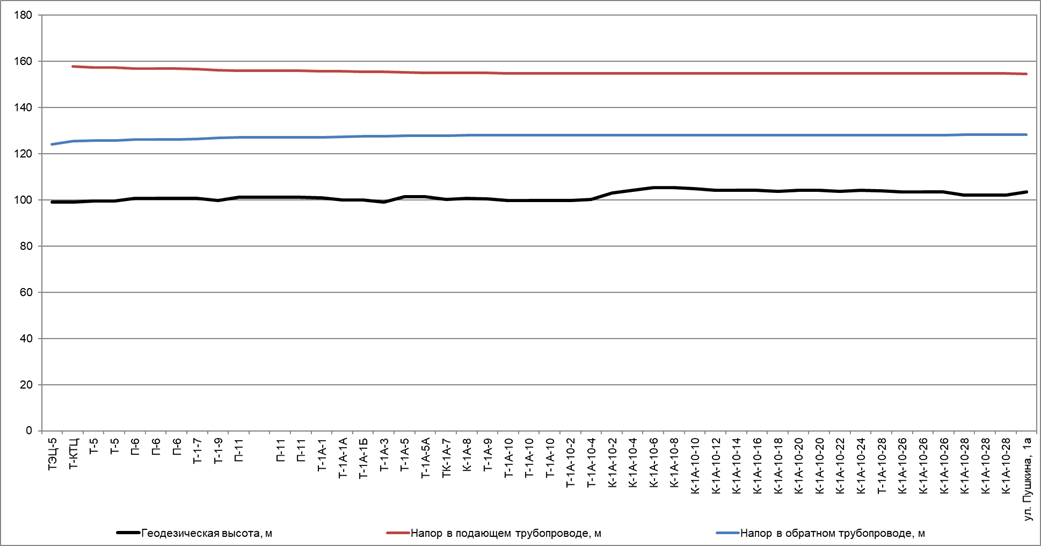 180
160
140
120
100
80
60
40
20
0
ТЭЦ-5
Т-КТЦ
Т-5
Т-5
П-6
П-6
П-6
Т-1-7
Т-1-9
П-11
П-11
П-11
Т-1А-1
Т-1А-1А
Т-1А-1Б
Т-1А-3
Т-1А-5
Т-1А-5А
ТК-1А-7
К-1А-8
Т-1А-9
Т-1А-10
Т-1А-10
Т-1А-10
Т-1А-10-2
Т-1А-10-4
К-1А-10-2
К-1А-10-4
К-1А-10-6
К-1А-10-8
К-1А-10-10
К-1А-10-12
К-1А-10-14
К-1А-10-16
К-1А-10-18
К-1А-10-20
К-1А-10-20
К-1А-10-22
К-1А-10-24
Т-1А-10-28
К-1А-10-26
К-1А-10-26
К-1А-10-26
К-1А-10-28
К-1А-10-28
К-1А-10-28
ул. Пушкина, 1а
Геодезическая высота, м
Напор в подающем трубопроводе, м
Напор в обратном трубопроводе, м